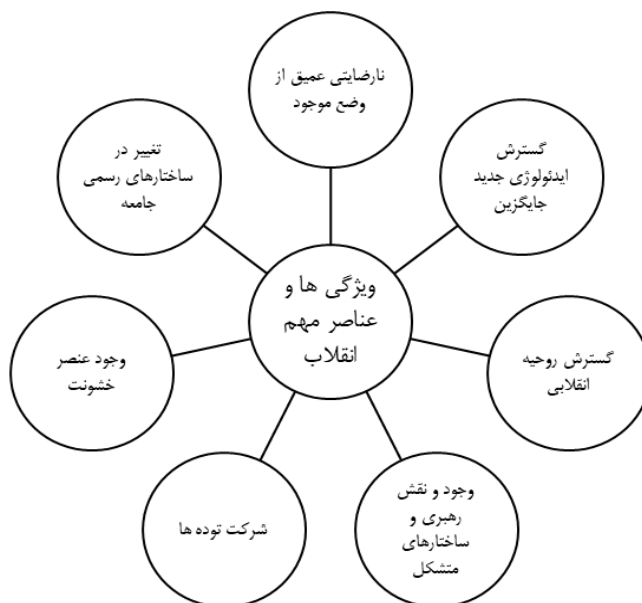 نارضایتی عمیق از
وضع موجود
گسترش
ایدئولوژی جدید
جایگزین
گسترش روحیه
انقلابی
وجود و نقش
رهبری و
ساختارهای
متشکل
شرکت توده ها
وجود عنصر
خشونت
تغییر در
ساختارهای رسمی
جامعه
ویژگی ها و
عناصر مهم
انقلاب